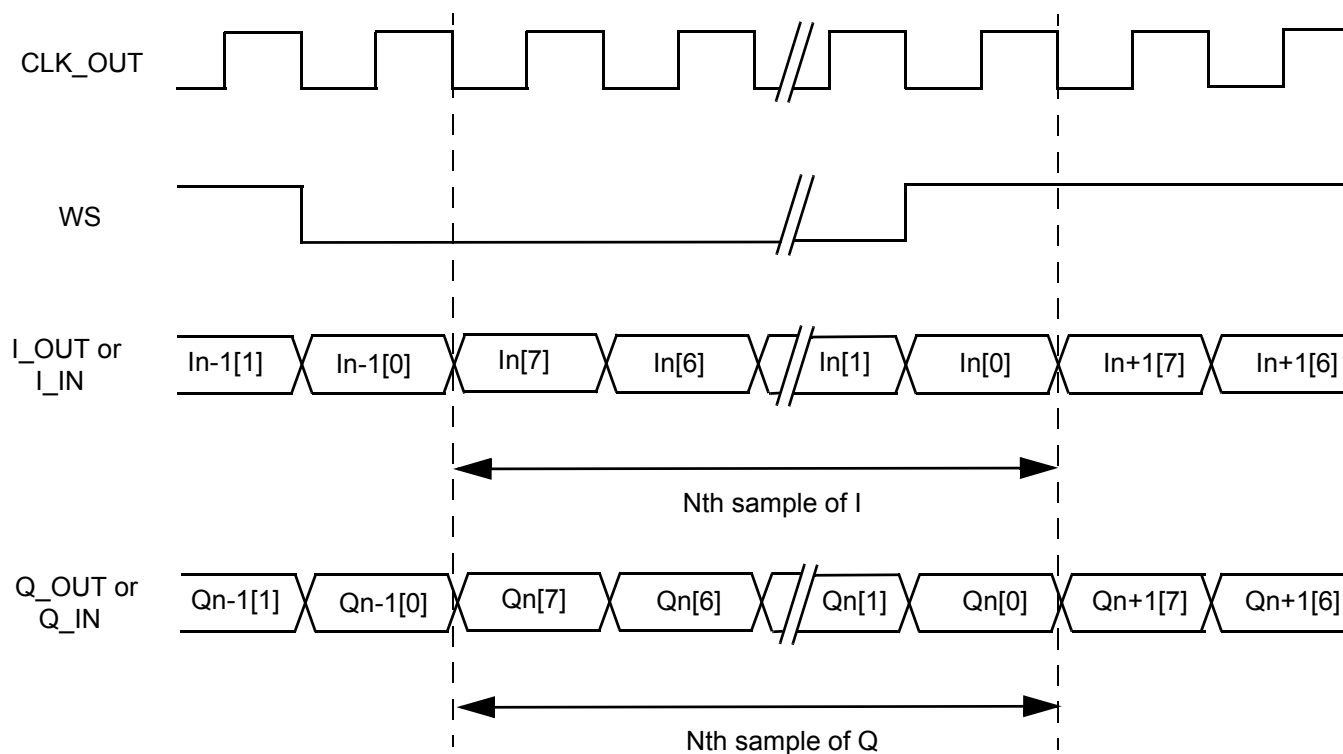 CLK_OUT
WS
I_OUT or
I_IN
In-1[1] In-1[0] In[7] In[6] In[1] In[0] In+1[7] In+1[6]
Nth sample of I
Q_OUT or
Q_IN
Qn-1[1] Qn-1[0] Qn[7] Qn[6] Qn[1] Qn[0] Qn+1[7] Qn+1[6]
Nth sample of Q